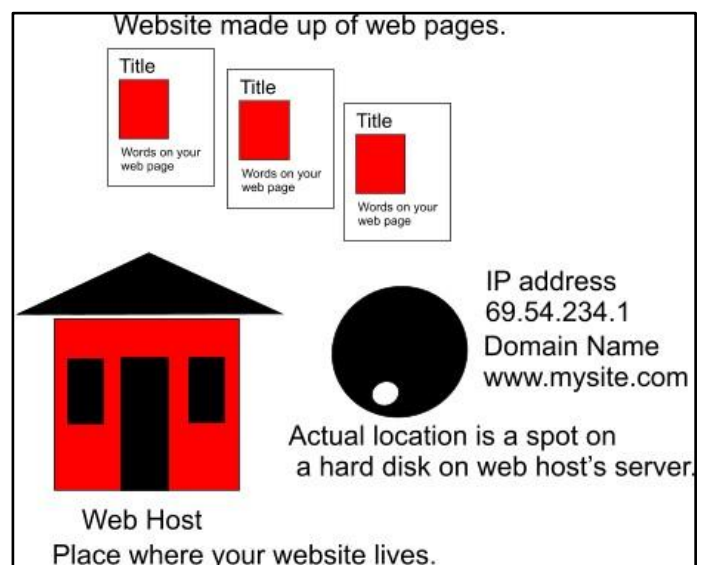 Website made up of web pages.
Title
Words on your
web page
Title
Words on your
web page
Title
Words on your
web page
IP address
69.54.234.1
Domain Name
www.mysite.com
Actual location is a spot on
a hard disk on web host's server.
Web Host
Place where your website lives.